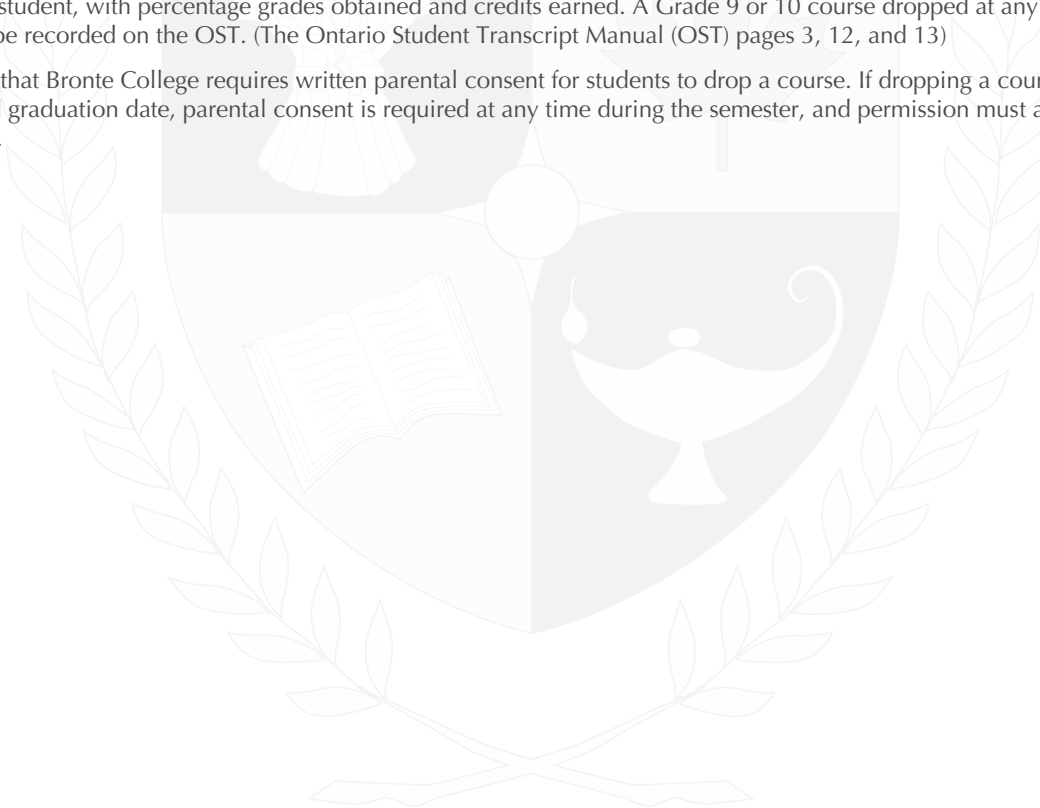 student, with percentage grades obtained and credits earned. A Grade 9 or 10 course dropped at any
be recorded on the OST. (The Ontario Student Transcript Manual (OST) pages 3, 12, and 13)
that Bronte College requires written parental consent for students to drop a course. If dropping a cour
graduation date, parental consent is required at any time during the semester, and permission must a